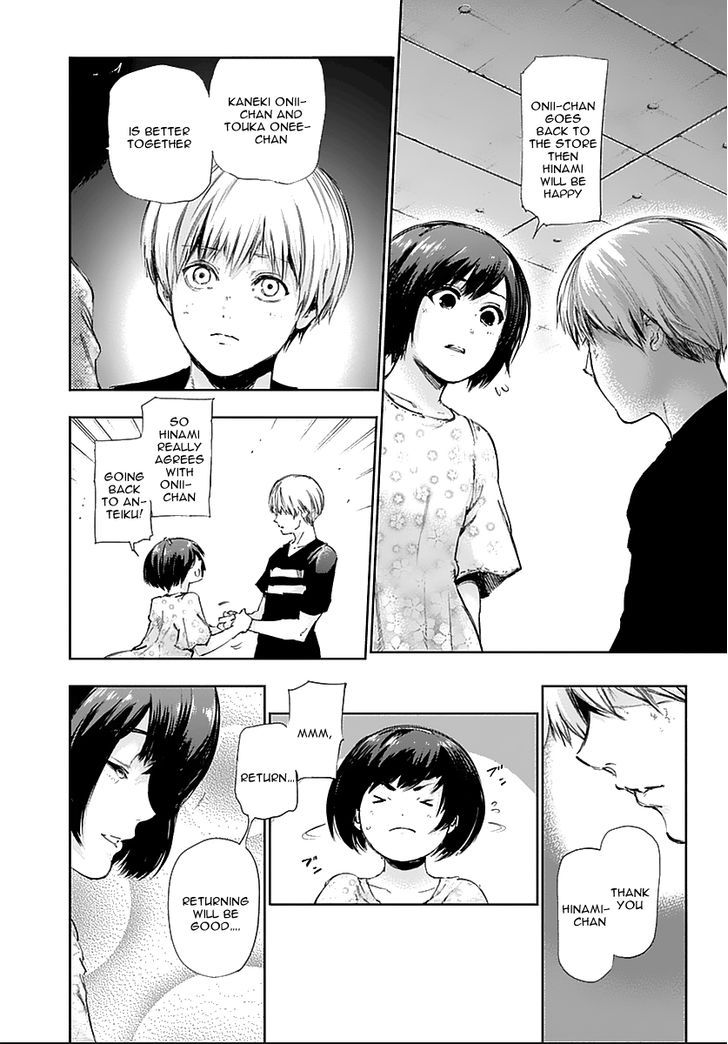 ONII-CHAN
GOES
BACK TO
THE STORE
THEN
HINAMI
WILL BE
HAPPY
KANEKI ONII-
CHAN AND
TOUKA ONEE-
CHAN
IS BETTER
TOGETHER
SO
HINAMI
REALLY
AGREES
WITH
ONII-
CHAN
GOING
BACK
TO AN-
TEIKU!
THANK
YOU
HINAMI-
CHAN
MMM,
RETURN...
RETURNING
WILL BE
GOOD....